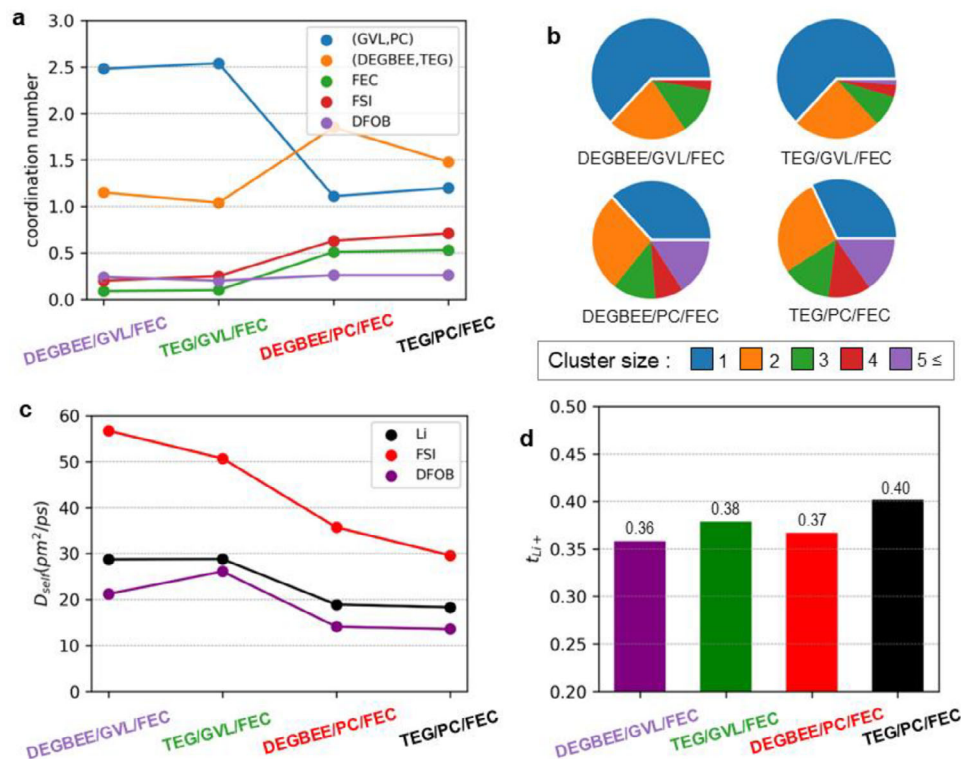 a
3.0
2.5
2.0
1.5
1.0
0.5
0.0
coordination number
(GVL,PC)
(DEGBEE,TEG)
FEC
FSI
DFOB
DEGBEE/GVL/FEC
TEG/GVL/FEC
DEGBEE/PC/FEC
TEG/PC/FEC
b
DEGBEE/GVL/FEC
TEG/GVL/FEC
DEGBEE/PC/FEC
TEG/PC/FEC
Cluster size : 1 2 3 4 5 ≤
c
60
50
40
30
20
10
0
D_self(pm²/ps)
Li
FSI
DFOB
DEGBEE/GVL/FEC
TEG/GVL/FEC
DEGBEE/PC/FEC
TEG/PC/FEC
d
0.50
0.45
0.40
0.35
0.30
0.25
0.20
t_Li+
0.36
0.38
0.37
0.40
DEGBEE/GVL/FEC
TEG/GVL/FEC
DEGBEE/PC/FEC
TEG/PC/FEC